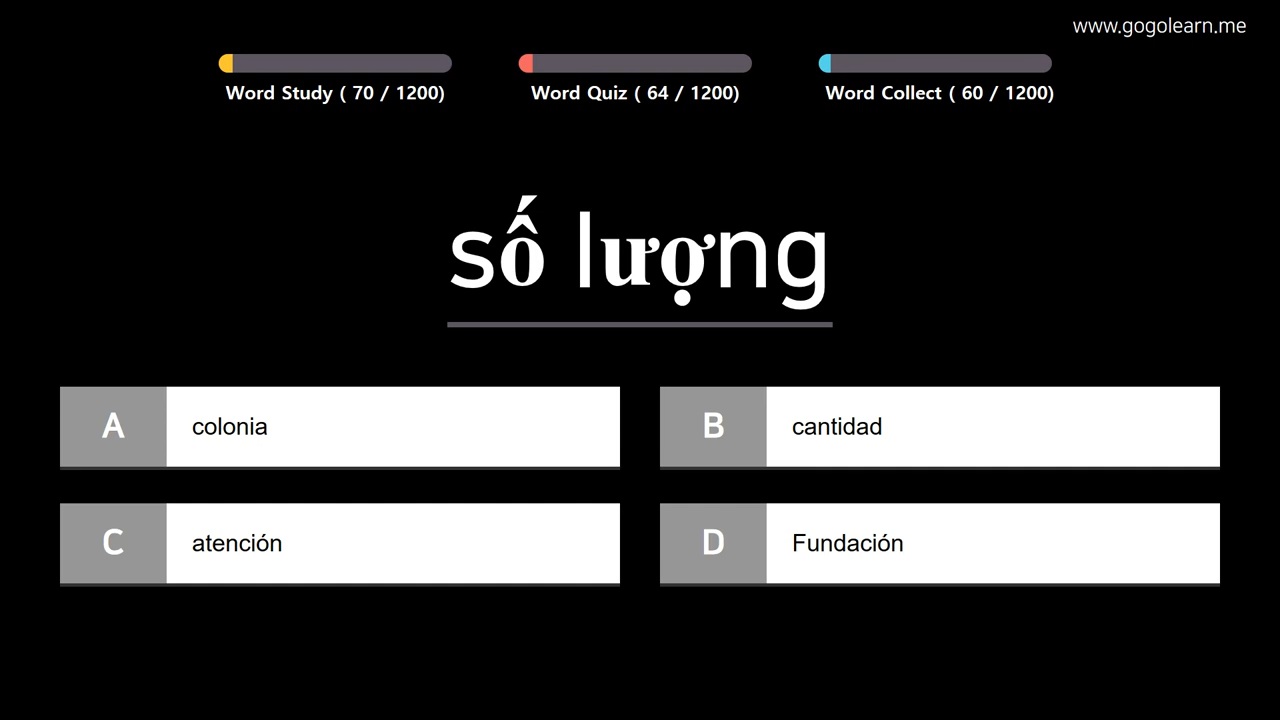 www.gogolearn.me
Word Study ( 70 / 1200)
Word Quiz ( 64 / 1200)
Word Collect ( 60 / 1200)
số lượng
A colonia
B cantidad
C atención
D Fundación